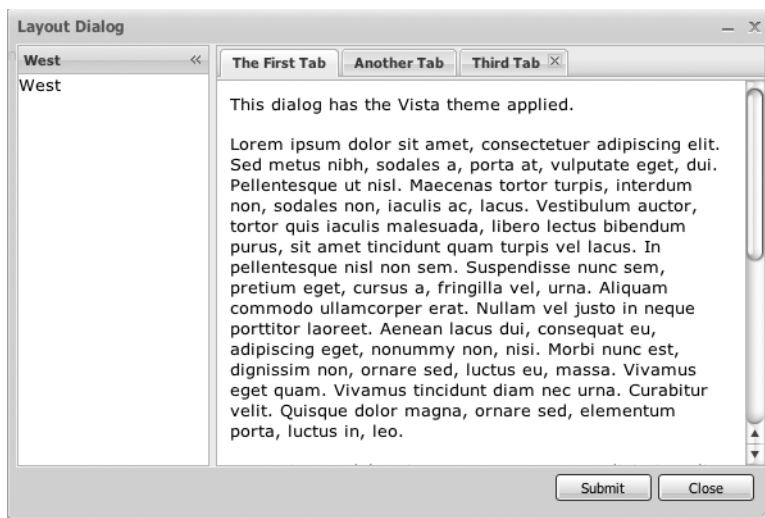 Layout Dialog
West
West
The First Tab
Another Tab
Third Tab
This dialog has the Vista theme applied.
Lorem ipsum dolor sit amet, consectetuer adipiscing elit.
Sed metus nibh, sodales a, porta at, vulputate eget, dui.
Pellentesque ut nisl. Maecenas tortor turpis, interdum
non, sodales non, iaculis ac, lacus. Vestibulum auctor,
tortor quis iaculis malesuada, libero lectus bibendum
purus, sit amet tincidunt quam turpis vel lacus. In
pellentesque nisl non sem. Suspendisse nunc sem,
pretium eget, cursus a, fringilla vel, urna. Aliquam
commodo ullamcorper erat. Nullam vel justo in neque
porttitor laoreet. Aenean lacus dui, consequat eu,
adipiscing eget, nonummy non, nisi. Morbi nunc est,
dignissim non, ornare sed, luctus eu, massa. Vivamus
eget quam. Vivamus tincidunt diam nec urna. Curabitur
velit. Quisque dolor magna, ornare sed, elementum
porta, luctus in, leo.
Submit
Close